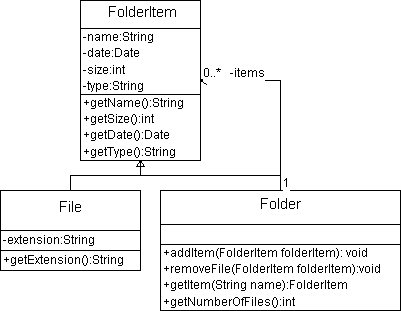 FolderItem
-name:String
-date:Date
-size:int
-type:String
+getName():String
+getSize():int
+getDate():Date
+getType():String
0..* -items
1
File
-extension:String
+getExtension():String
Folder
+addItem(FolderItem folderItem): void
+removeFile(FolderItem folderItem):void
+getItem(String name):FolderItem
+getNumberOfFiles():int